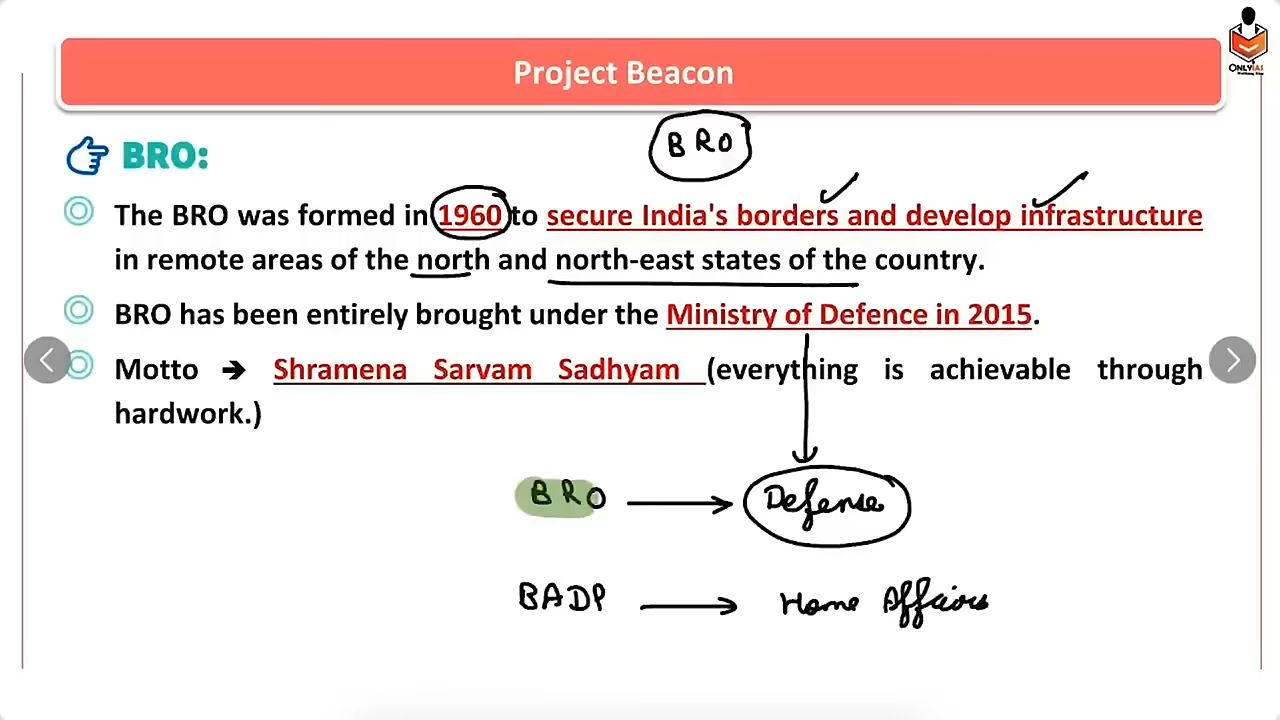 Project Beacon
ONLYIAS
BRO
BRO:
The BRO was formed in 1960 to secure India's borders and develop infrastructure
in remote areas of the north and north-east states of the country.
BRO has been entirely brought under the Ministry of Defence in 2015.
Motto → Shramena Sarvam Sadhyam (everything is achievable through
hardwork.)
BRO → Defense
BADP → Home Affairs